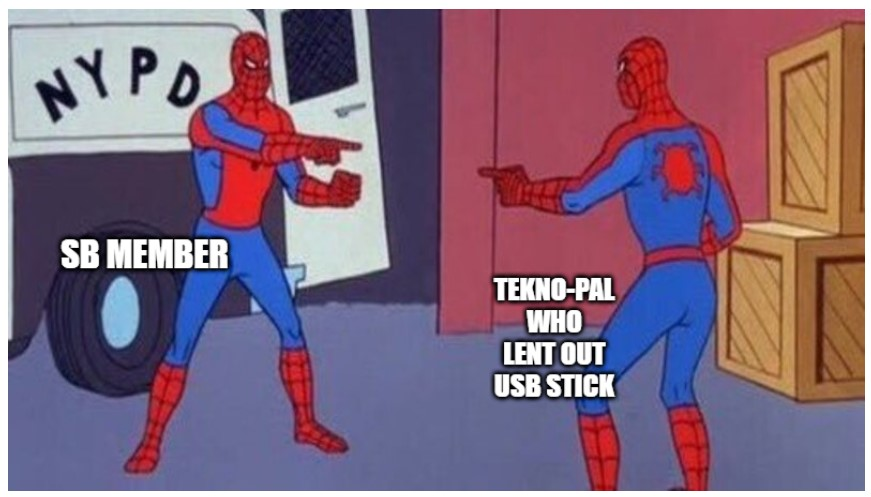 NYPD
SB MEMBER
TEKNO-PAL
WHO
LENT OUT
USB STICK